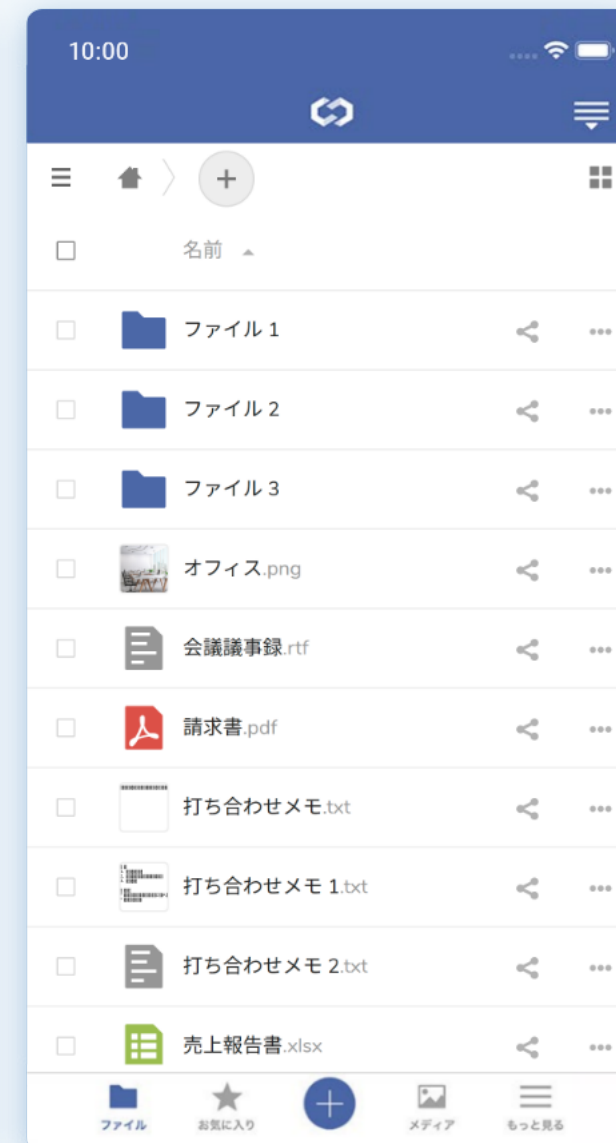 10:00
名前
ファイル 1
ファイル 2
ファイル 3
オフィス.png
会議議事録.rtf
請求書.pdf
打ち合わせメモ.txt
打ち合わせメモ 1.txt
打ち合わせメモ 2.txt
売上報告書.xlsx
ファイル お気に入り メディア もっと見る